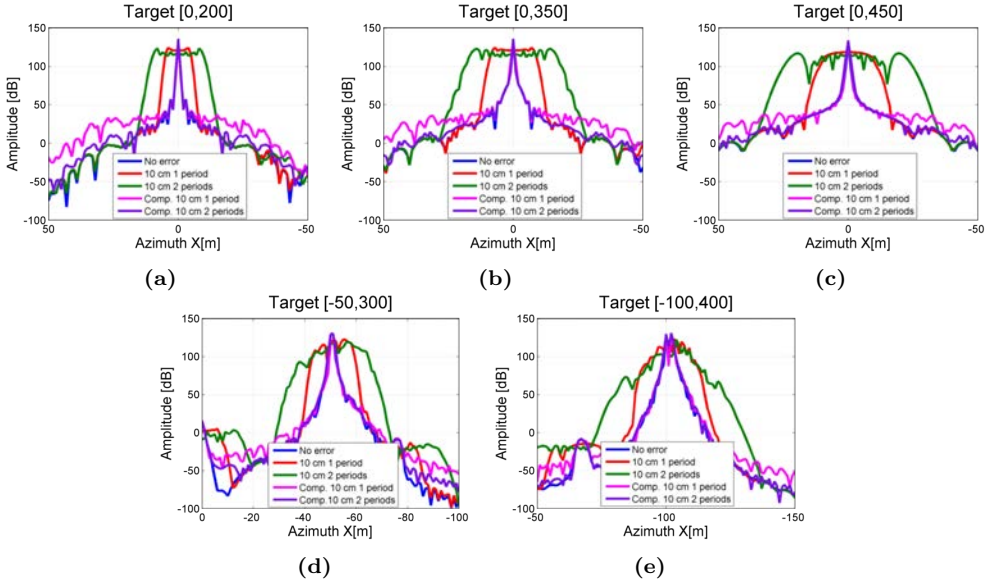 Target [0,200]
Target [0,350]
Target [0,450]
150
100
50
0
-50
-100
Amplitude [dB]
50
0
-50
Azimuth X[m]
No error
10 cm 1 period
10 cm 2 periods
Comp. 10 cm 1 period
Comp. 10 cm 2 periods
150
100
50
0
-50
-100
Amplitude [dB]
50
0
-50
Azimuth X[m]
No error
10 cm 1 period
10 cm 2 periods
Comp. 10 cm 1 period
Comp. 10 cm 2 periods
150
100
50
0
-50
-100
Amplitude [dB]
50
0
-50
Azimuth X[m]
No error
10 cm 1 period
10 cm 2 periods
Comp. 10 cm 1 period
Comp. 10 cm 2 periods
(a)
(b)
(c)
Target [-50,300]
Target [-100,400]
150
100
50
0
-50
-100
Amplitude [dB]
0
-20
-40
-60
-80
-100
Azimuth X[m]
No error
10 cm 1 period
10 cm 2 periods
Comp. 10 cm 1 period
Comp. 10 cm 2 periods
150
100
50
0
-50
-100
Amplitude [dB]
-50
-100
-150
Azimuth X[m]
No error
10 cm 1 period
10 cm 2 periods
Comp. 10 cm 1 period
Comp. 10 cm 2 periods
(d)
(e)